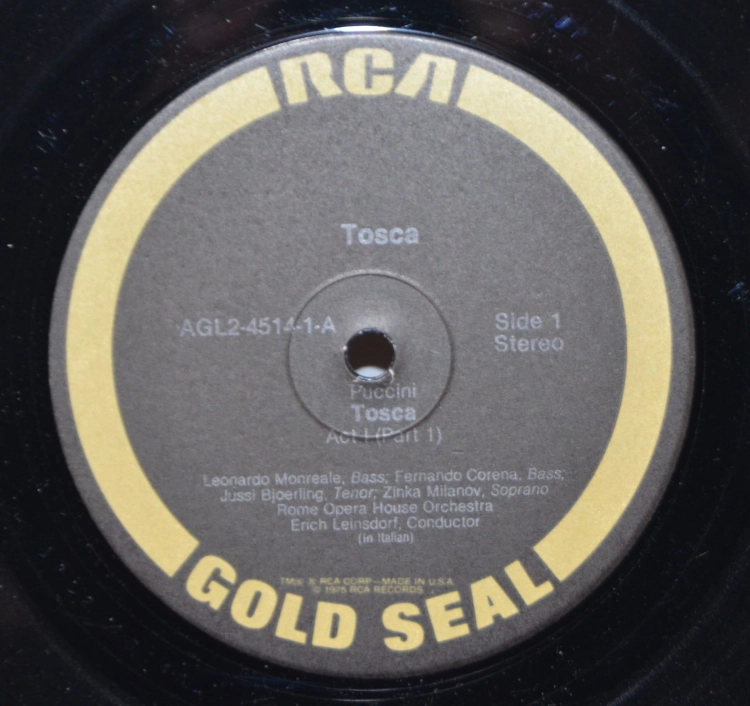 RCA
Tosca
AGL2-4514-1-A
Side 1
Stereo
Puccini
Tosca
Act I (Part 1)
Leonardo Monreale, Bass; Fernando Corena, Bass;
Jussi Bjoerling, Tenor; Zinka Milanov, Soprano
Rome Opera House Orchestra
Erich Leinsdorf, Conductor
(in Italian)
TM(s) ® RCA CORP—MADE IN U.S.A.
© 1975 RCA RECORDS
GOLD SEAL